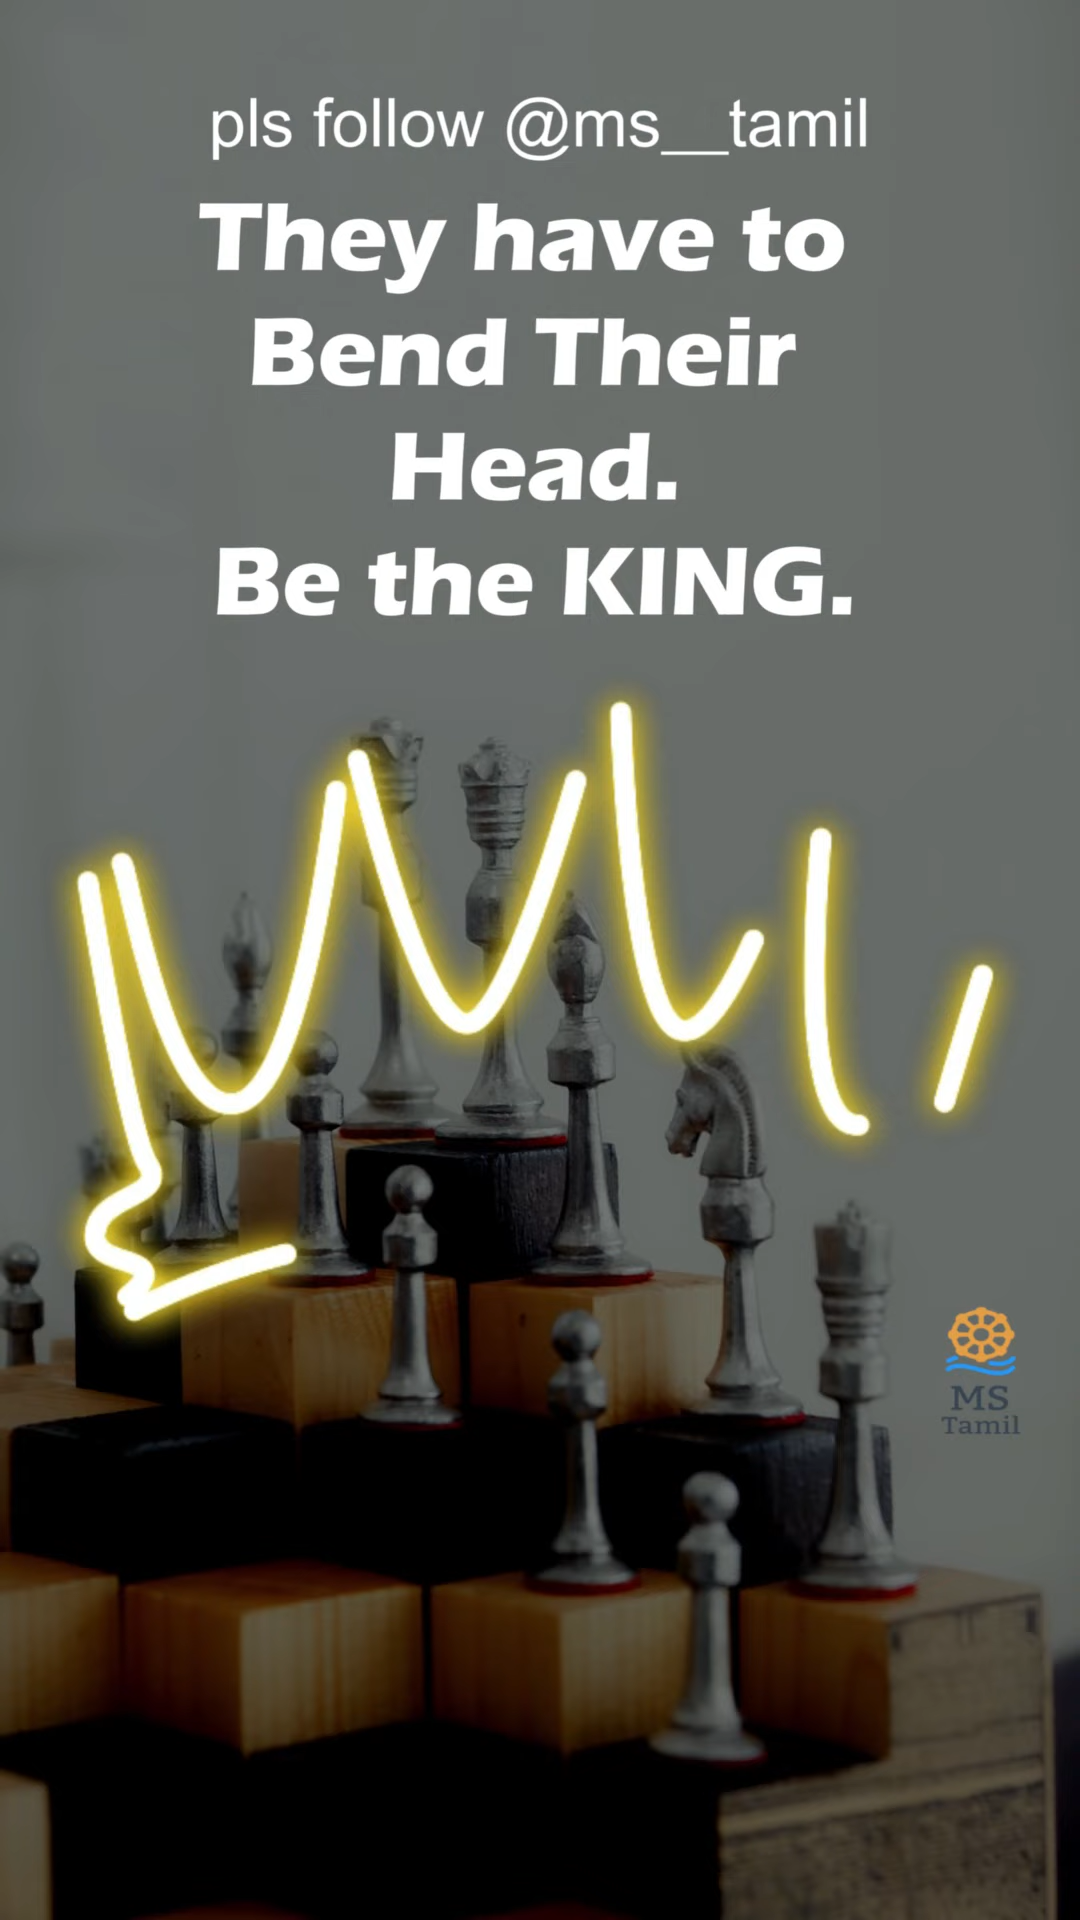 pls follow @ms__tamil
They have to
Bend Their
Head.
Be the KING.
MS
Tamil